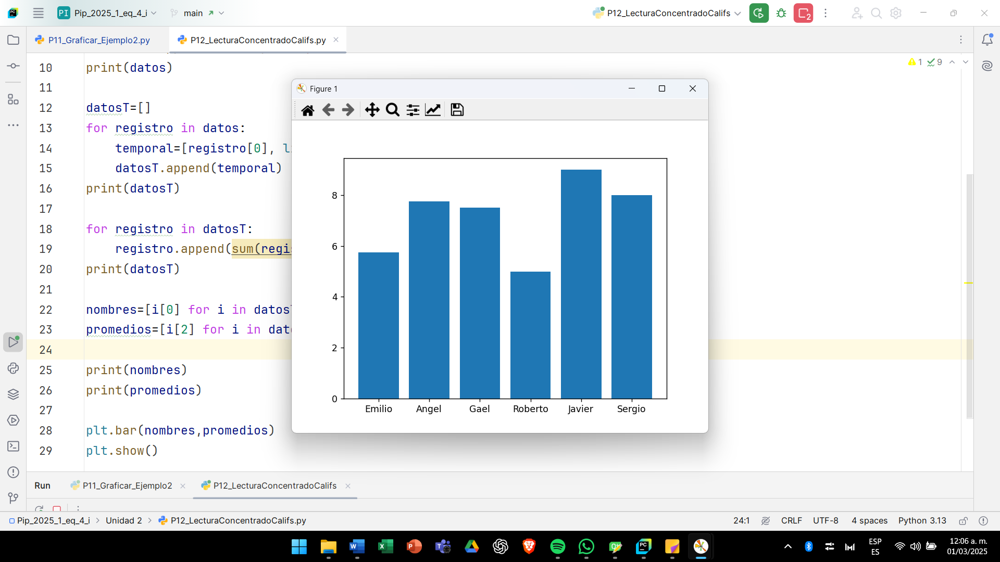 PI Pip_2025_1_eq_4_i main P12_LecturaConcentradoCalifs 2
P11_Graficar_Ejemplo2.py P12_LecturaConcentradoCalifs.py
1 9
10 print(datos)
11
12 datosT=[]
13 for registro in datos:
14 temporal=[registro[0],
15 datosT.append(temporal)
16 print(datosT)
17
18 for registro in datosT:
19 registro.append(sum(regis
20 print(datosT)
21
22 nombres=[i[0] for i in datosT
23 promedios=[i[2] for i in dato
24
25 print(nombres)
26 print(promedios)
27
28 plt.bar(nombres,promedios)
29 plt.show()
Figure 1
8
6
4
2
0
Emilio Angel Gael Roberto Javier Sergio
Run P11_Graficar_Ejemplo2 P12_LecturaConcentradoCalifs
Pip_2025_1_eq_4_i > Unidad 2 > P12_LecturaConcentradoCalifs.py 24:1 CRLF UTF-8 4 spaces Python 3.13
ESP
ES
12:06 a. m.
01/03/2025